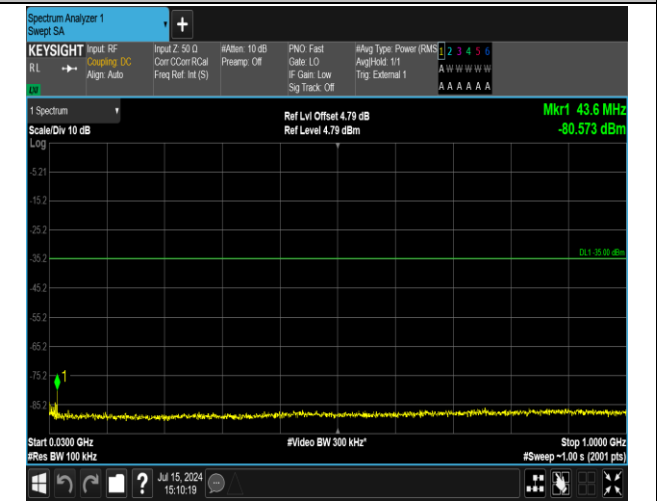 Spectrum Analyzer 1
Swept SA
+
KEYSIGHT Input: RF Input Z: 50 Ω #Atten: 10 dB PNO: Fast #Avg Type: Power (RMS 1 2 3 4 5 6
RL Coupling: DC Corr CCorr RCal Preamp: Off Gate: LO Avg|Hold: 1/1 A W W W W W
Align: Auto Freq Ref: Int (S) IF Gain: Low Trig: External 1
Sig Track: Off A A A A A A
1 Spectrum Ref Lvl Offset 4.79 dB Mkr1 43.6 MHz
Scale/Div 10 dB Ref Level 4.79 dBm -80.573 dBm
Log
-5.21
-15.2
-25.2
DL1 -35.00 dBm
-35.2
-45.2
-55.2
-65.2
-75.2 1
-85.2
Start 0.0300 GHz #Video BW 300 kHz* Stop 1.0000 GHz
#Res BW 100 kHz #Sweep ~1.00 s (2001 pts)
? Jul 15, 2024
15:10:19